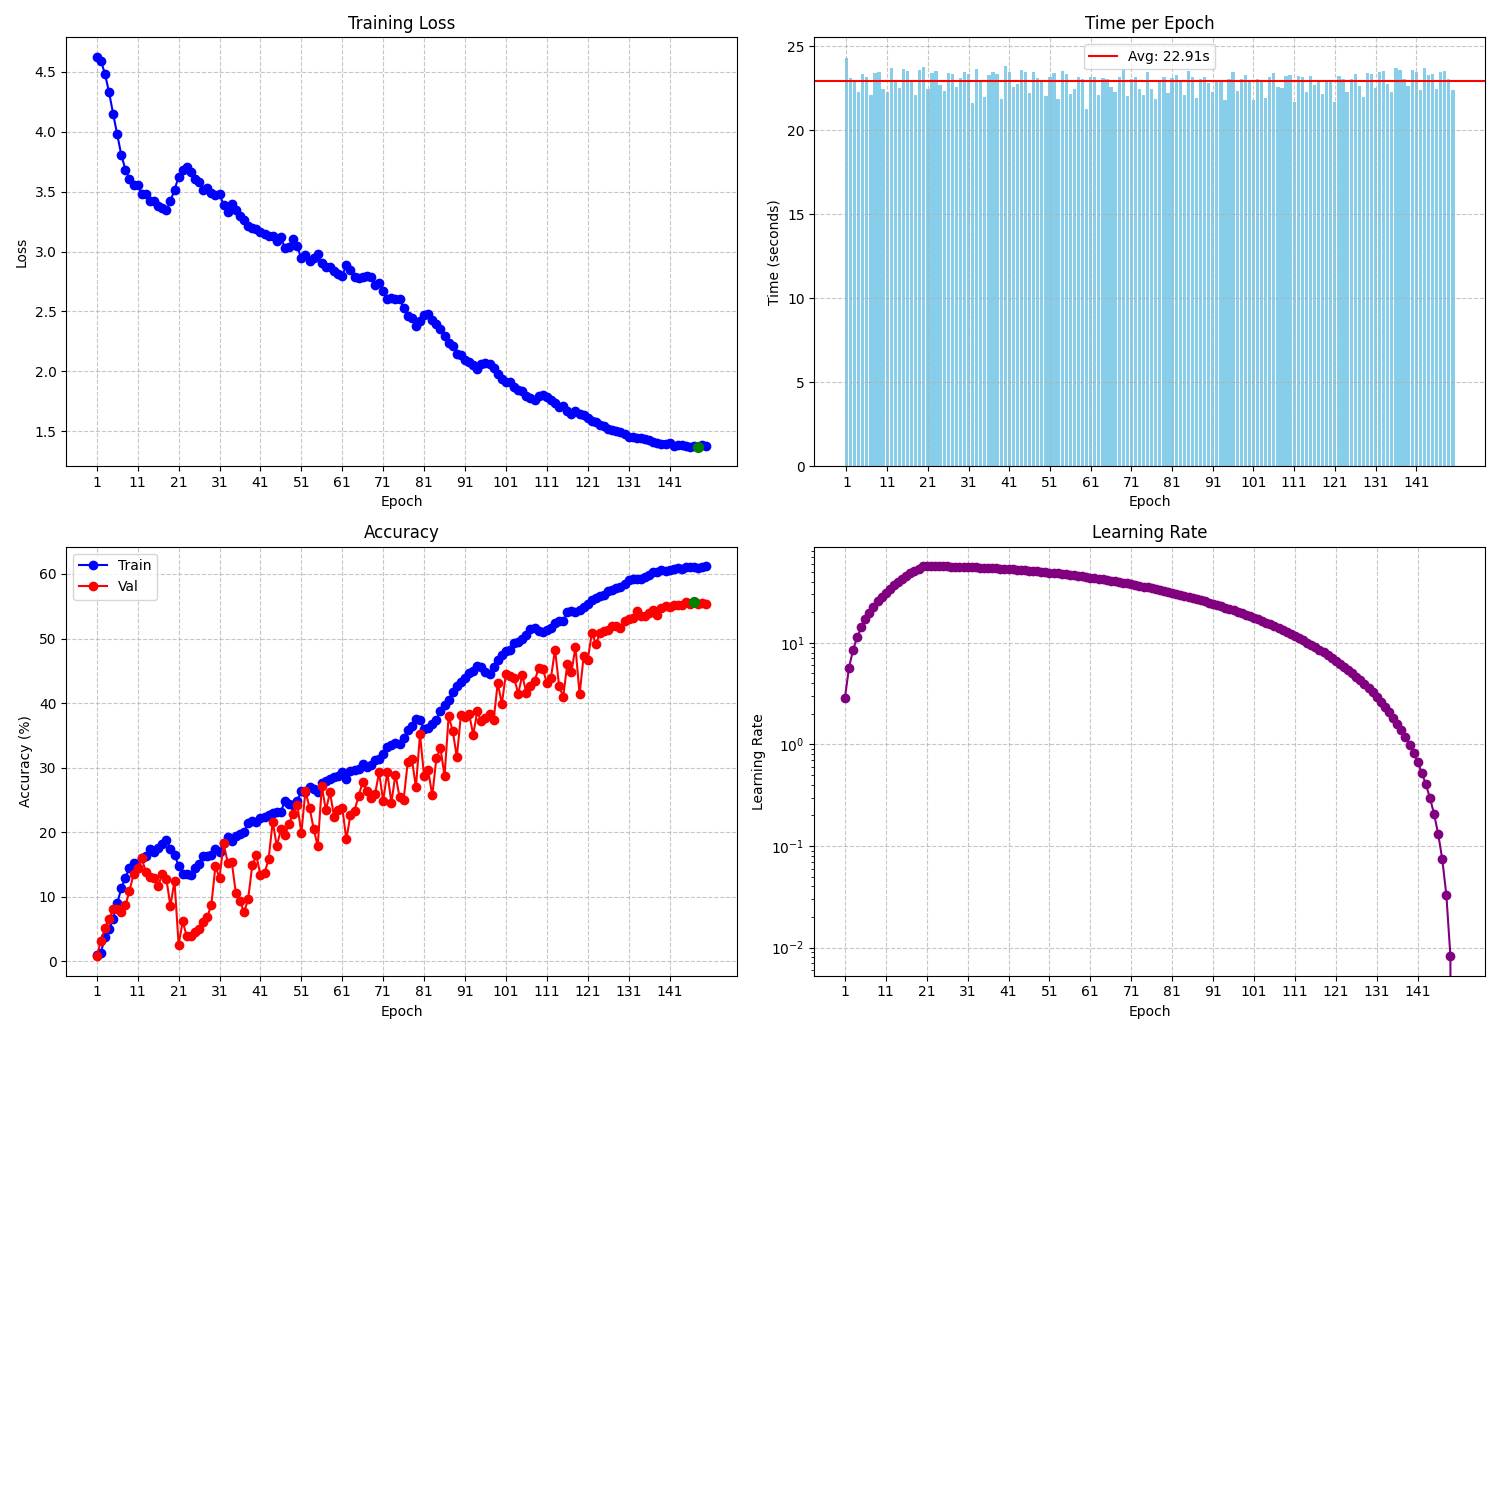 Training Loss
4.5
4.0
3.5
3.0
2.5
2.0
1.5
Loss
1 11 21 31 41 51 61 71 81 91 101 111 121 131 141
Epoch
Time per Epoch
Avg: 22.91s
25
20
15
10
5
0
Time (seconds)
1 11 21 31 41 51 61 71 81 91 101 111 121 131 141
Epoch
Accuracy
Train
Val
60
50
40
30
20
10
0
Accuracy (%)
1 11 21 31 41 51 61 71 81 91 101 111 121 131 141
Epoch
Learning Rate
10¹
10⁰
10⁻¹
10⁻²
Learning Rate
1 11 21 31 41 51 61 71 81 91 101 111 121 131 141
Epoch